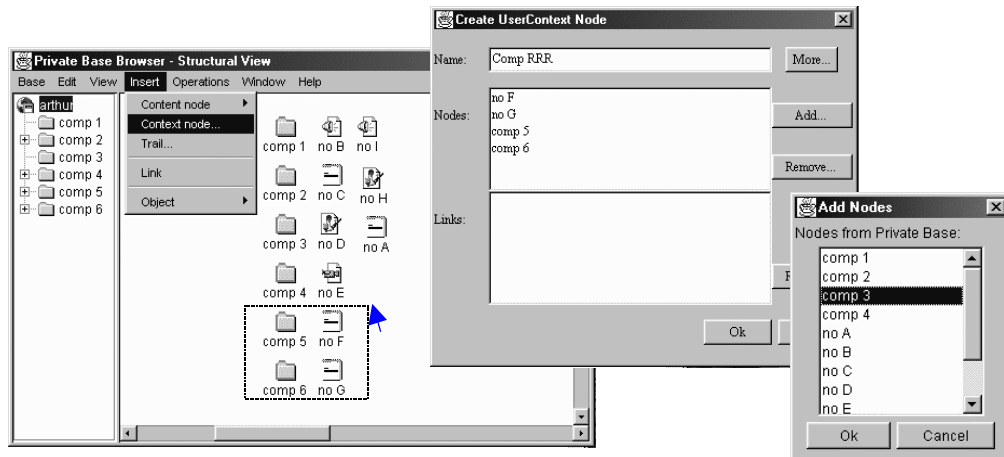 Private Base Browser - Structural View
Base Edit View Insert Operations Window Help
arthur
comp 1
comp 2
comp 3
comp 4
comp 5
comp 6
Content node
Context node...
Trail...
Link
Object
comp 1 no B no I
comp 2 no C no H
comp 3 no D no A
comp 4 no E
comp 5 no F
comp 6 no G
Create UserContext Node
Name: Comp RRR More...
Nodes:
no F
no G
comp 5
comp 6
Add...
Remove...
Links:
Ok
Add Nodes
Nodes from Private Base:
comp 1
comp 2
comp 3
comp 4
no A
no B
no C
no D
no E
Ok Cancel